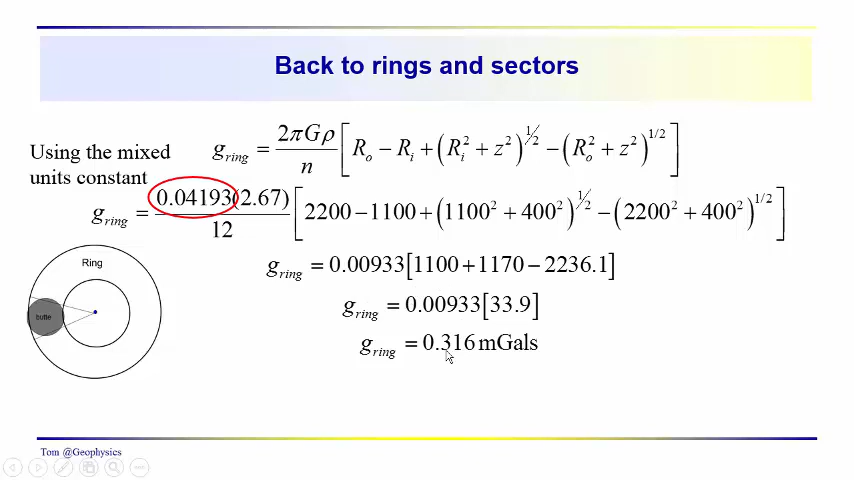 Back to rings and sectors
Using the mixed
units constant
g_ring = 2πGρ/n [R_o − R_i + (R_i² + z²)^½ − (R_o² + z²)^1/2]
g_ring = 0.04193(2.67)/12 [2200 − 1100 + (1100² + 400²)^½ − (2200² + 400²)^1/2]
g_ring = 0.00933[1100 + 1170 − 2236.1]
g_ring = 0.00933[33.9]
g_ring = 0.316 mGals
Ring
butte
Tom @Geophysics